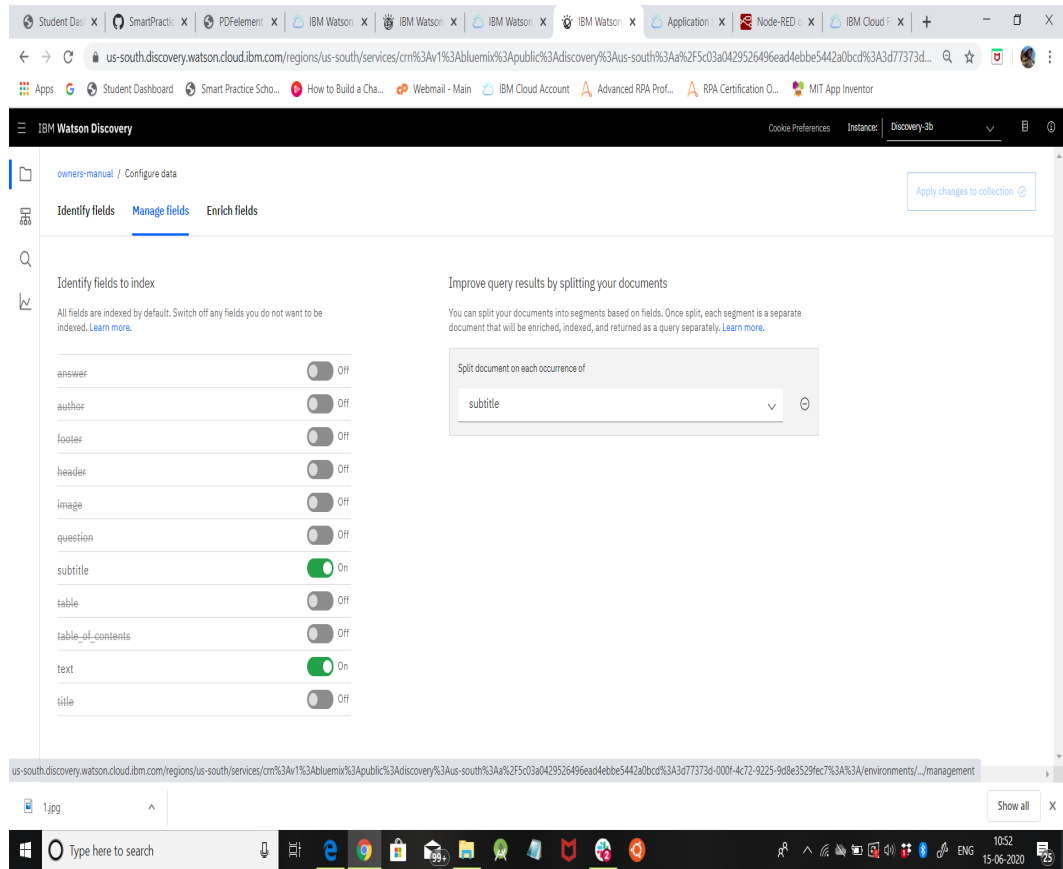 Student Das
SmartPractic
PDFelement
IBM Watson
IBM Watson
IBM Watson
IBM Watson
Application
Node-RED
IBM Cloud F
us-south.discovery.watson.cloud.ibm.com/regions/us-south/services/crn%3Av1%3Abluemix%3Apublic%3Adiscovery%3Aus-south%3Aa%2F5c03a0429526496ead4ebbe5442a0bcd%3A3d77373d...
Apps
Student Dashboard
Smart Practice Scho...
How to Build a Cha...
Webmail - Main
IBM Cloud Account
Advanced RPA Prof...
RPA Certification O...
MIT App Inventor
IBM Watson Discovery
Cookie Preferences
Instance:
Discovery-3b
owners-manual / Configure data
Apply changes to collection
Identify fields
Manage fields
Enrich fields
Identify fields to index
All fields are indexed by default. Switch off any fields you do not want to be
indexed. Learn more.
answer Off
author Off
footer Off
header Off
image Off
question Off
subtitle On
table Off
table_of_contents Off
text On
title Off
Improve query results by splitting your documents
You can split your documents into segments based on fields. Once split, each segment is a separate
document that will be enriched, indexed, and returned as a query separately. Learn more.
Split document on each occurrence of
subtitle
us-south.discovery.watson.cloud.ibm.com/regions/us-south/services/crn%3Av1%3Abluemix%3Apublic%3Adiscovery%3Aus-south%3Aa%2F5c03a0429526496ead4ebbe5442a0bcd%3A3d77373d-000f-4c72-9225-9d8e3529fec7%3A%3A/environments/.../management
1.jpg
Show all
Type here to search
99+
ENG
10:52
15-06-2020
25